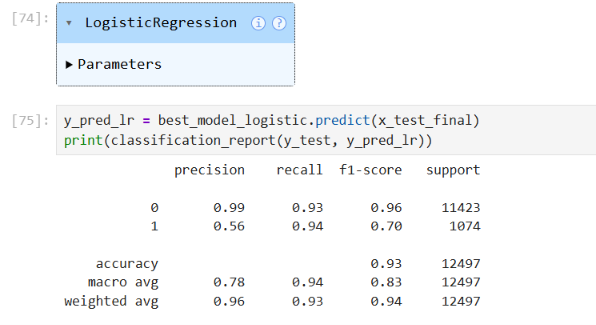 [74]:
▾ LogisticRegression i ?
▶ Parameters
[75]:
y_pred_lr = best_model_logistic.predict(x_test_final)
print(classification_report(y_test, y_pred_lr))
precision recall f1-score support
0 0.99 0.93 0.96 11423
1 0.56 0.94 0.70 1074
accuracy 0.93 12497
macro avg 0.78 0.94 0.83 12497
weighted avg 0.96 0.93 0.94 12497